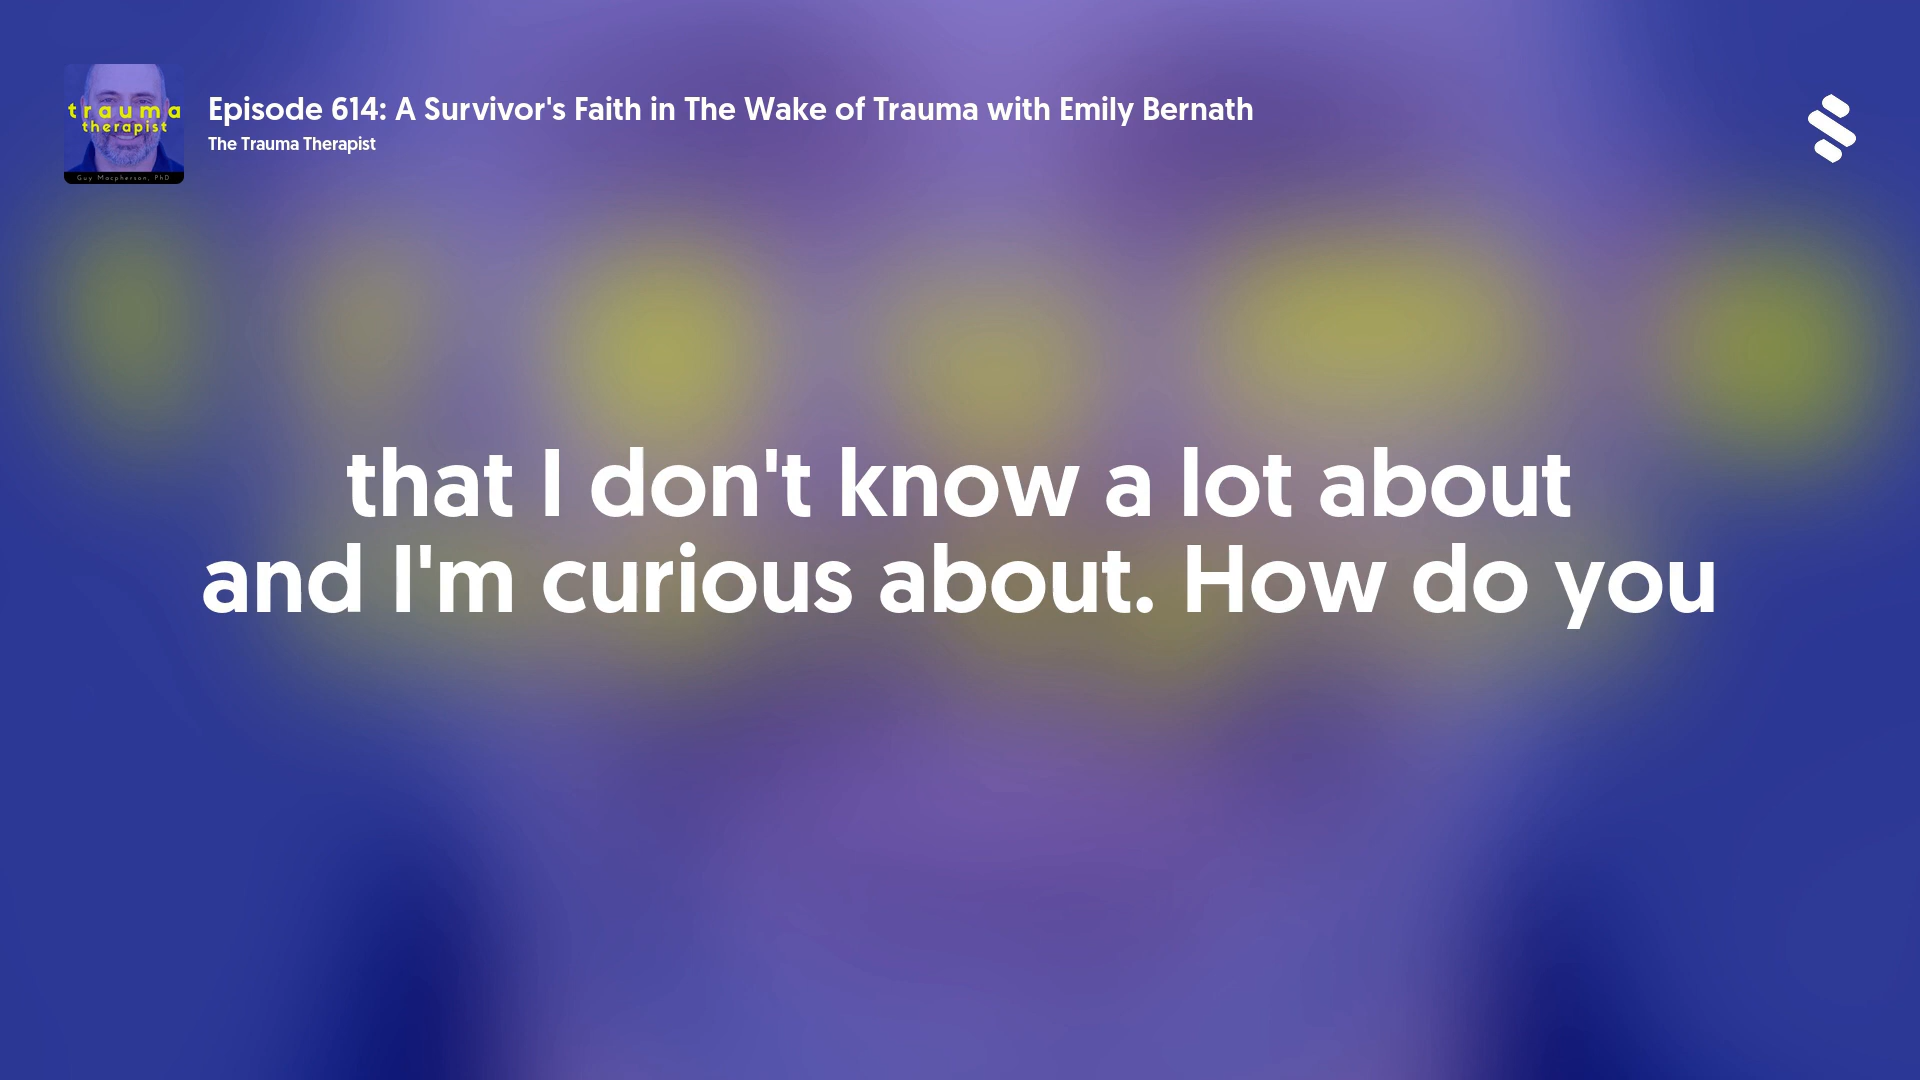 trauma
therapist
Guy Macpherson, PhD
Episode 614: A Survivor's Faith in The Wake of Trauma with Emily Bernath
The Trauma Therapist
that I don't know a lot about
and I'm curious about. How do you